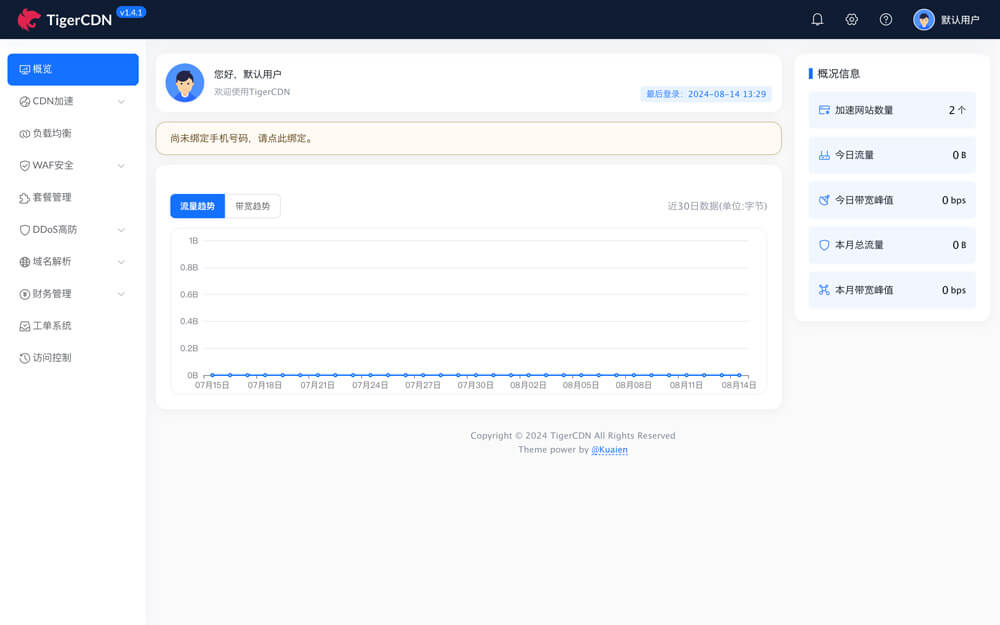 TigerCDN v1.4.1
默认用户
概览
CDN加速
负载均衡
WAF安全
套餐管理
DDoS高防
域名解析
财务管理
工单系统
访问控制
您好，默认用户
欢迎使用TigerCDN
最后登录：2024-08-14 13:29
尚未绑定手机号码，请点此绑定。
流量趋势 带宽趋势
近30日数据(单位:字节)
1B
0.8B
0.6B
0.4B
0.2B
0B
07月15日 07月18日 07月21日 07月24日 07月27日 07月30日 08月02日 08月05日 08月08日 08月11日 08月14日
概况信息
加速网站数量 2 个
今日流量 0 B
今日带宽峰值 0 bps
本月总流量 0 B
本月带宽峰值 0 bps
Copyright © 2024 TigerCDN All Rights Reserved
Theme power by @Kuaien